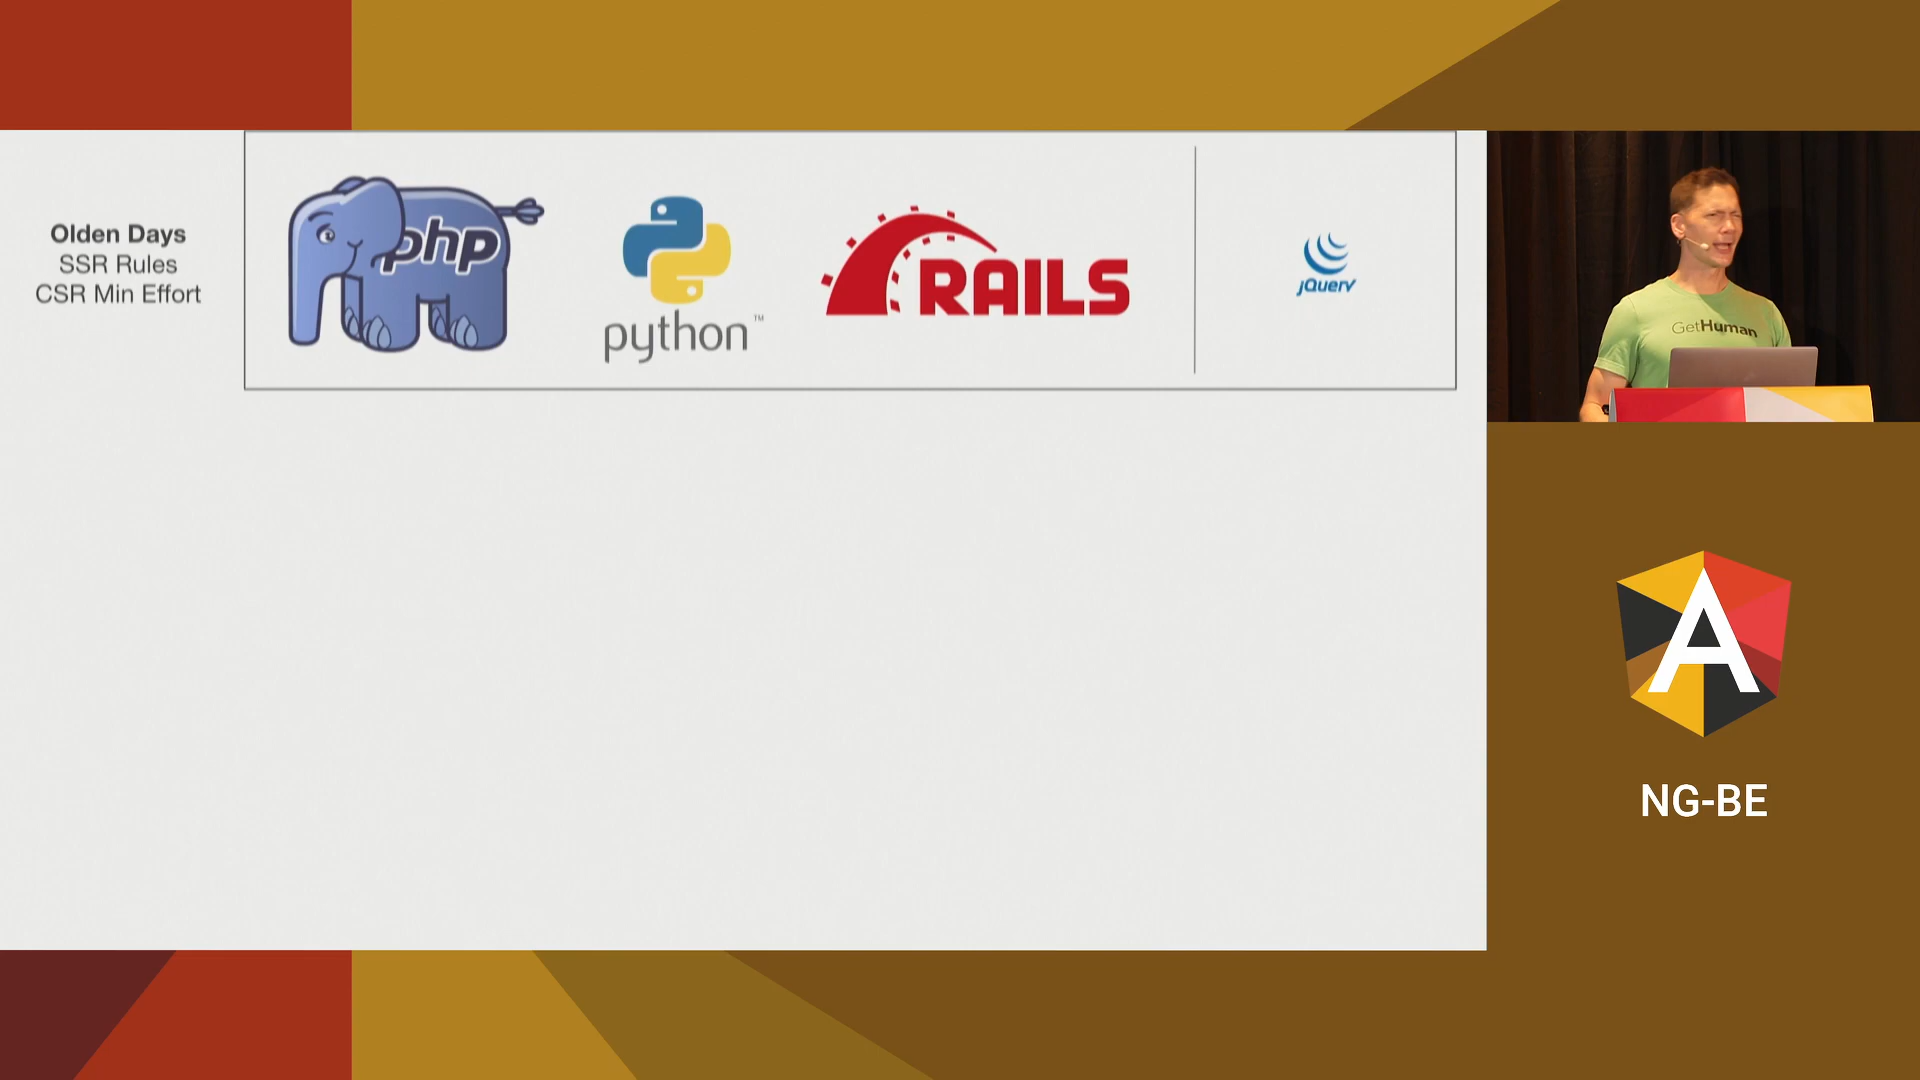 Olden Days
SSR Rules
CSR Min Effort
php
python™
RAILS
jQuery
GetHuman
A
NG-BE